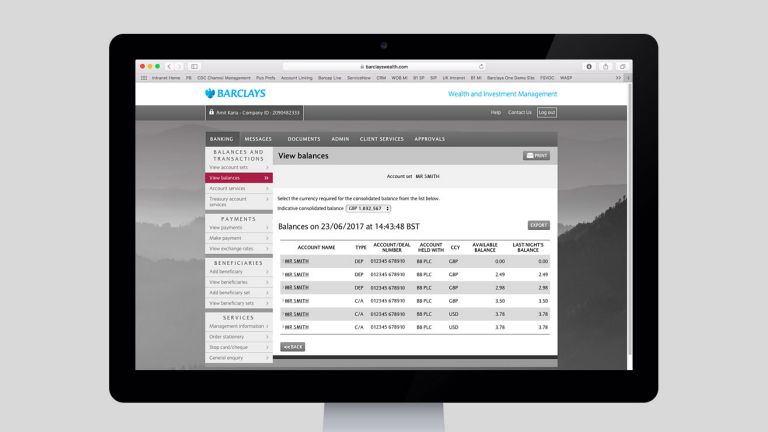 barclayswealth.com
Intranet Home PB COC Channel Management Pus Prefs Account Linking Barcap Live ServiceNow CRM WOB MI B1 SP SIP UK Intranet B1 MI Barclays One Demo Site FSVOC WASP
BARCLAYS
Wealth and Investment Management
Amit Karia - Company ID : 2090482333
Help Contact Us Log out
BANKING MESSAGES DOCUMENTS ADMIN CLIENT SERVICES APPROVALS
BALANCES AND TRANSACTIONS
View account sets
View balances
Account services
Treasury account services
PAYMENTS
View payments
Make payment
View exchange rates
BENEFICIARIES
Add beneficiary
View beneficiaries
Add beneficiary set
View beneficiary sets
SERVICES
Management information
Order stationery
Stop card/cheque
General enquiry
View balances
PRINT
Account set MR SMITH
Select the currency required for the consolidated balance from the list below.
Indicative consolidated balance GBP 1.032,567
Balances on 23/06/2017 at 14:43:48 BST
EXPORT
ACCOUNT NAME TYPE ACCOUNT/DEAL NUMBER ACCOUNT HELD WITH CCY AVAILABLE BALANCE LAST NIGHT'S BALANCE
MR SMITH DEP 012345 678910 BB PLC GBP 0.00 0.00
MR SMITH DEP 012345 678910 BB PLC GBP 2.49 2.49
MR SMITH DEP 012345 678910 BB PLC GBP 2.98 2.98
MR SMITH C/A 012345 678910 BB PLC GBP 3.50 3.50
MR SMITH C/A 012345 678910 BB PLC USD 3.78 3.78
MR SMITH C/A 012345 678910 BB PLC USD 3.78 3.78
<< BACK